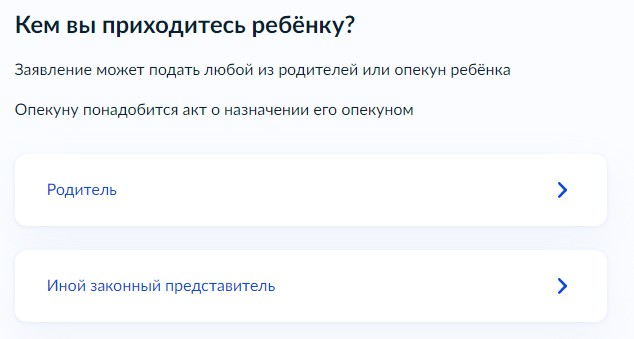 Кем вы приходитесь ребёнку?
Заявление может подать любой из родителей или опекун ребёнка
Опекуну понадобится акт о назначении его опекуном
Родитель
Иной законный представитель